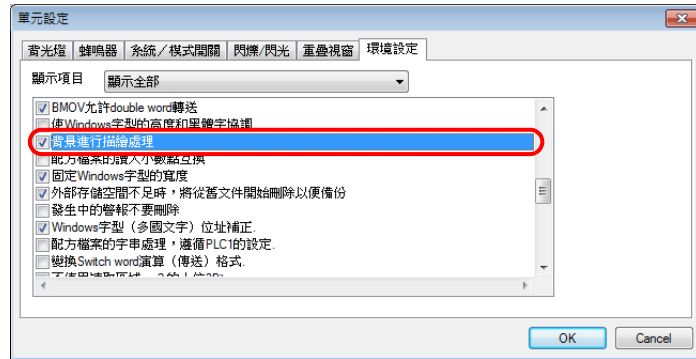 單元設定
背光燈 蜂鳴器 系統／模式開關 閃爍/閃光 重疊視窗 環境設定
顯示項目 顯示全部
BMOV允許double word轉送
使Windows字型的高度和黑體字協調
背景進行描繪處理
配方檔案的讀入小數點互換
固定Windows字型的寬度
外部存儲空間不足時，將從舊文件開始刪除以便備份
發生中的警報不要刪除
Windows字型（多國文字）位址補正.
配方檔案的字串處理，遵循PLC1的設定.
變換Switch word演算（傳送）格式.
OK Cancel